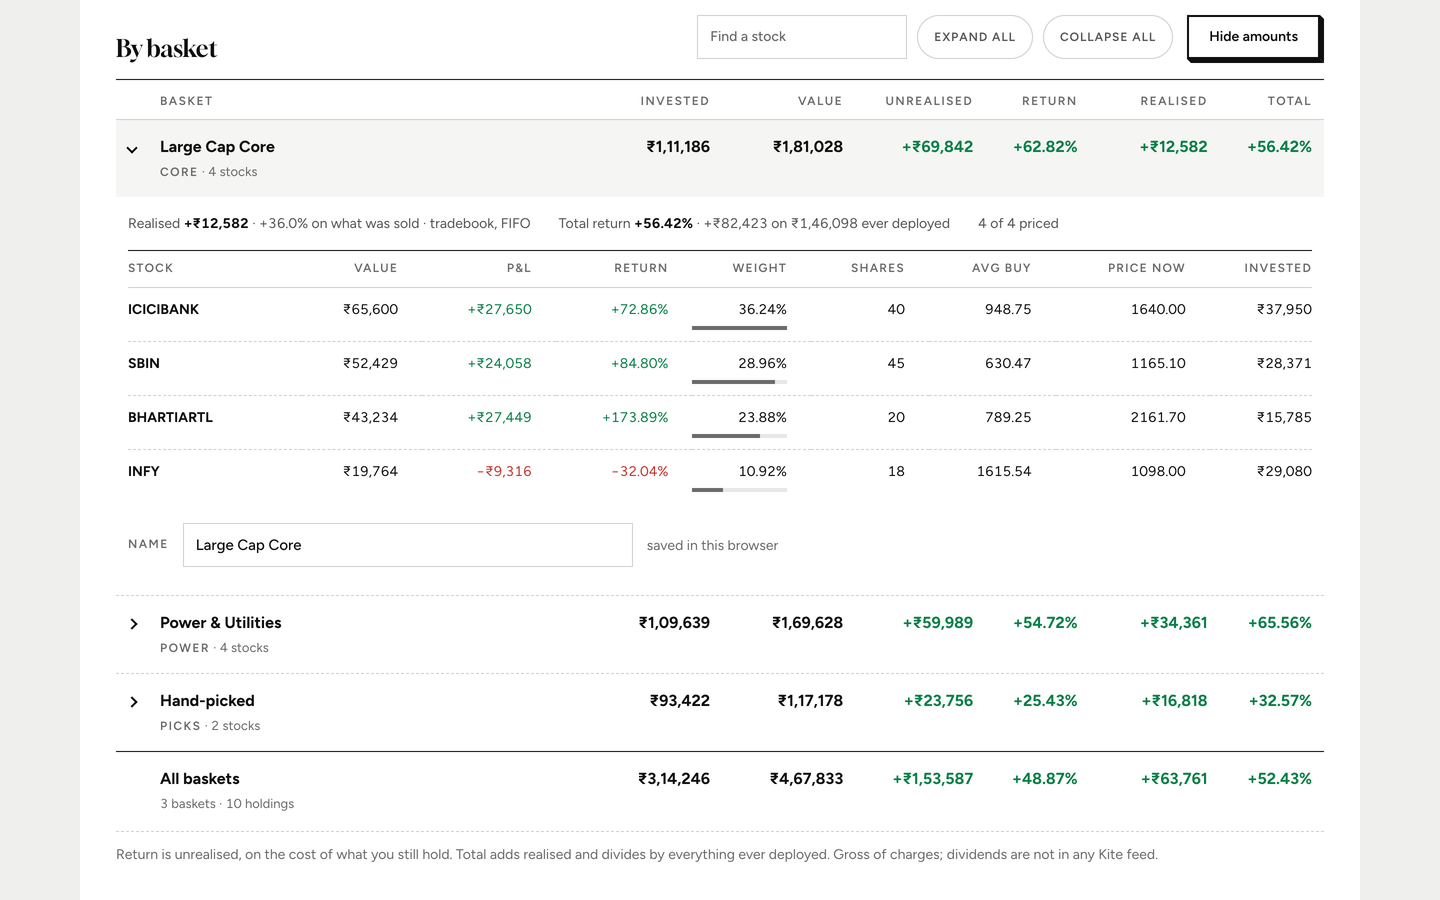 By basket
Find a stock
EXPAND ALL
COLLAPSE ALL
Hide amounts
BASKET INVESTED VALUE UNREALISED RETURN REALISED TOTAL
Large Cap Core ₹1,11,186 ₹1,81,028 +₹69,842 +62.82% +₹12,582 +56.42%
CORE · 4 stocks
Realised +₹12,582 · +36.0% on what was sold · tradebook, FIFO Total return +56.42% · +₹82,423 on ₹1,46,098 ever deployed 4 of 4 priced
STOCK VALUE P&L RETURN WEIGHT SHARES AVG BUY PRICE NOW INVESTED
ICICIBANK ₹65,600 +₹27,650 +72.86% 36.24% 40 948.75 1640.00 ₹37,950
SBIN ₹52,429 +₹24,058 +84.80% 28.96% 45 630.47 1165.10 ₹28,371
BHARTIARTL ₹43,234 +₹27,449 +173.89% 23.88% 20 789.25 2161.70 ₹15,785
INFY ₹19,764 −₹9,316 −32.04% 10.92% 18 1615.54 1098.00 ₹29,080
NAME Large Cap Core saved in this browser
Power & Utilities ₹1,09,639 ₹1,69,628 +₹59,989 +54.72% +₹34,361 +65.56%
POWER · 4 stocks
Hand-picked ₹93,422 ₹1,17,178 +₹23,756 +25.43% +₹16,818 +32.57%
PICKS · 2 stocks
All baskets ₹3,14,246 ₹4,67,833 +₹1,53,587 +48.87% +₹63,761 +52.43%
3 baskets · 10 holdings
Return is unrealised, on the cost of what you still hold. Total adds realised and divides by everything ever deployed. Gross of charges; dividends are not in any Kite feed.